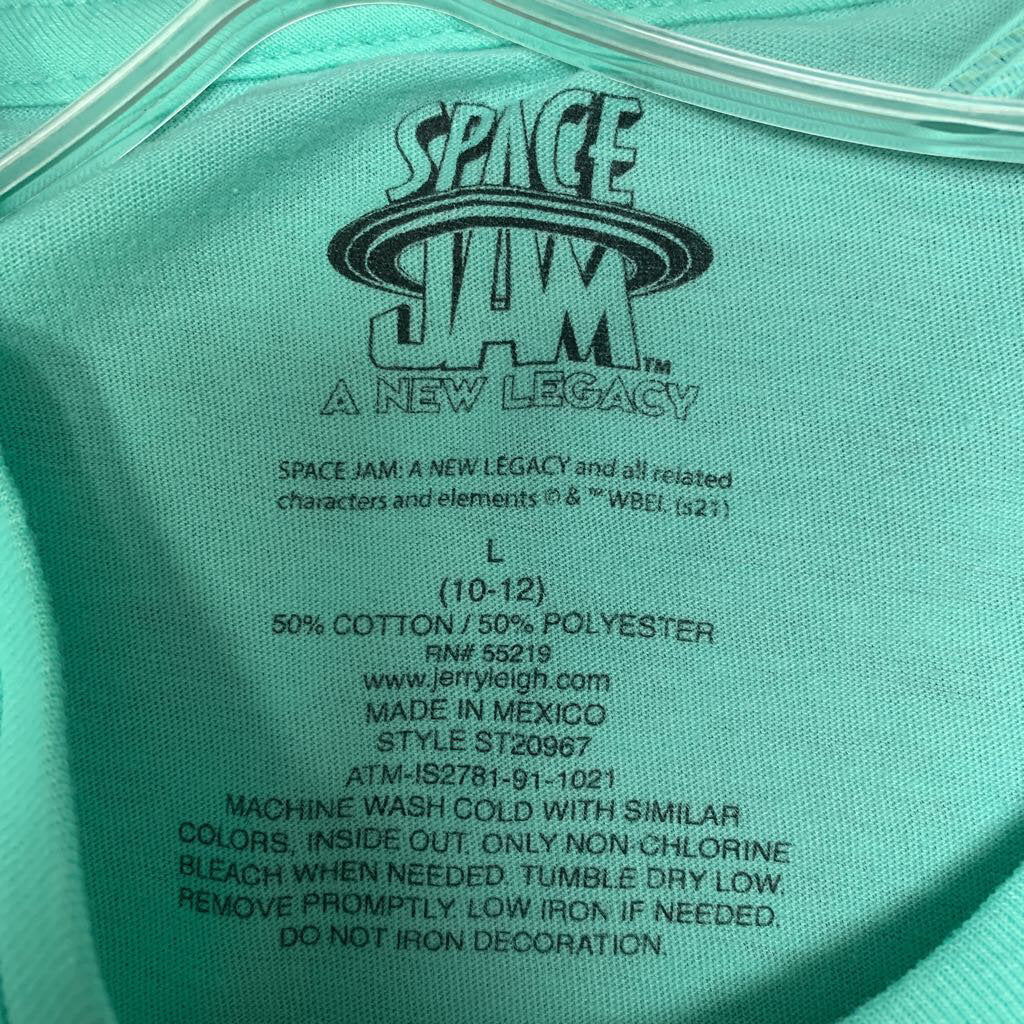 SPACE
JAM™
A NEW LEGACY
SPACE JAM: A NEW LEGACY and all related
characters and elements © & ™ WBEI. (s21)
L
(10-12)
50% COTTON / 50% POLYESTER
RN# 55219
www.jerryleigh.com
MADE IN MEXICO
STYLE ST20967
ATM-IS2781-91-1021
MACHINE WASH COLD WITH SIMILAR
COLORS, INSIDE OUT. ONLY NON-CHLORINE
BLEACH WHEN NEEDED. TUMBLE DRY LOW.
REMOVE PROMPTLY. LOW IRON IF NEEDED.
DO NOT IRON DECORATION.